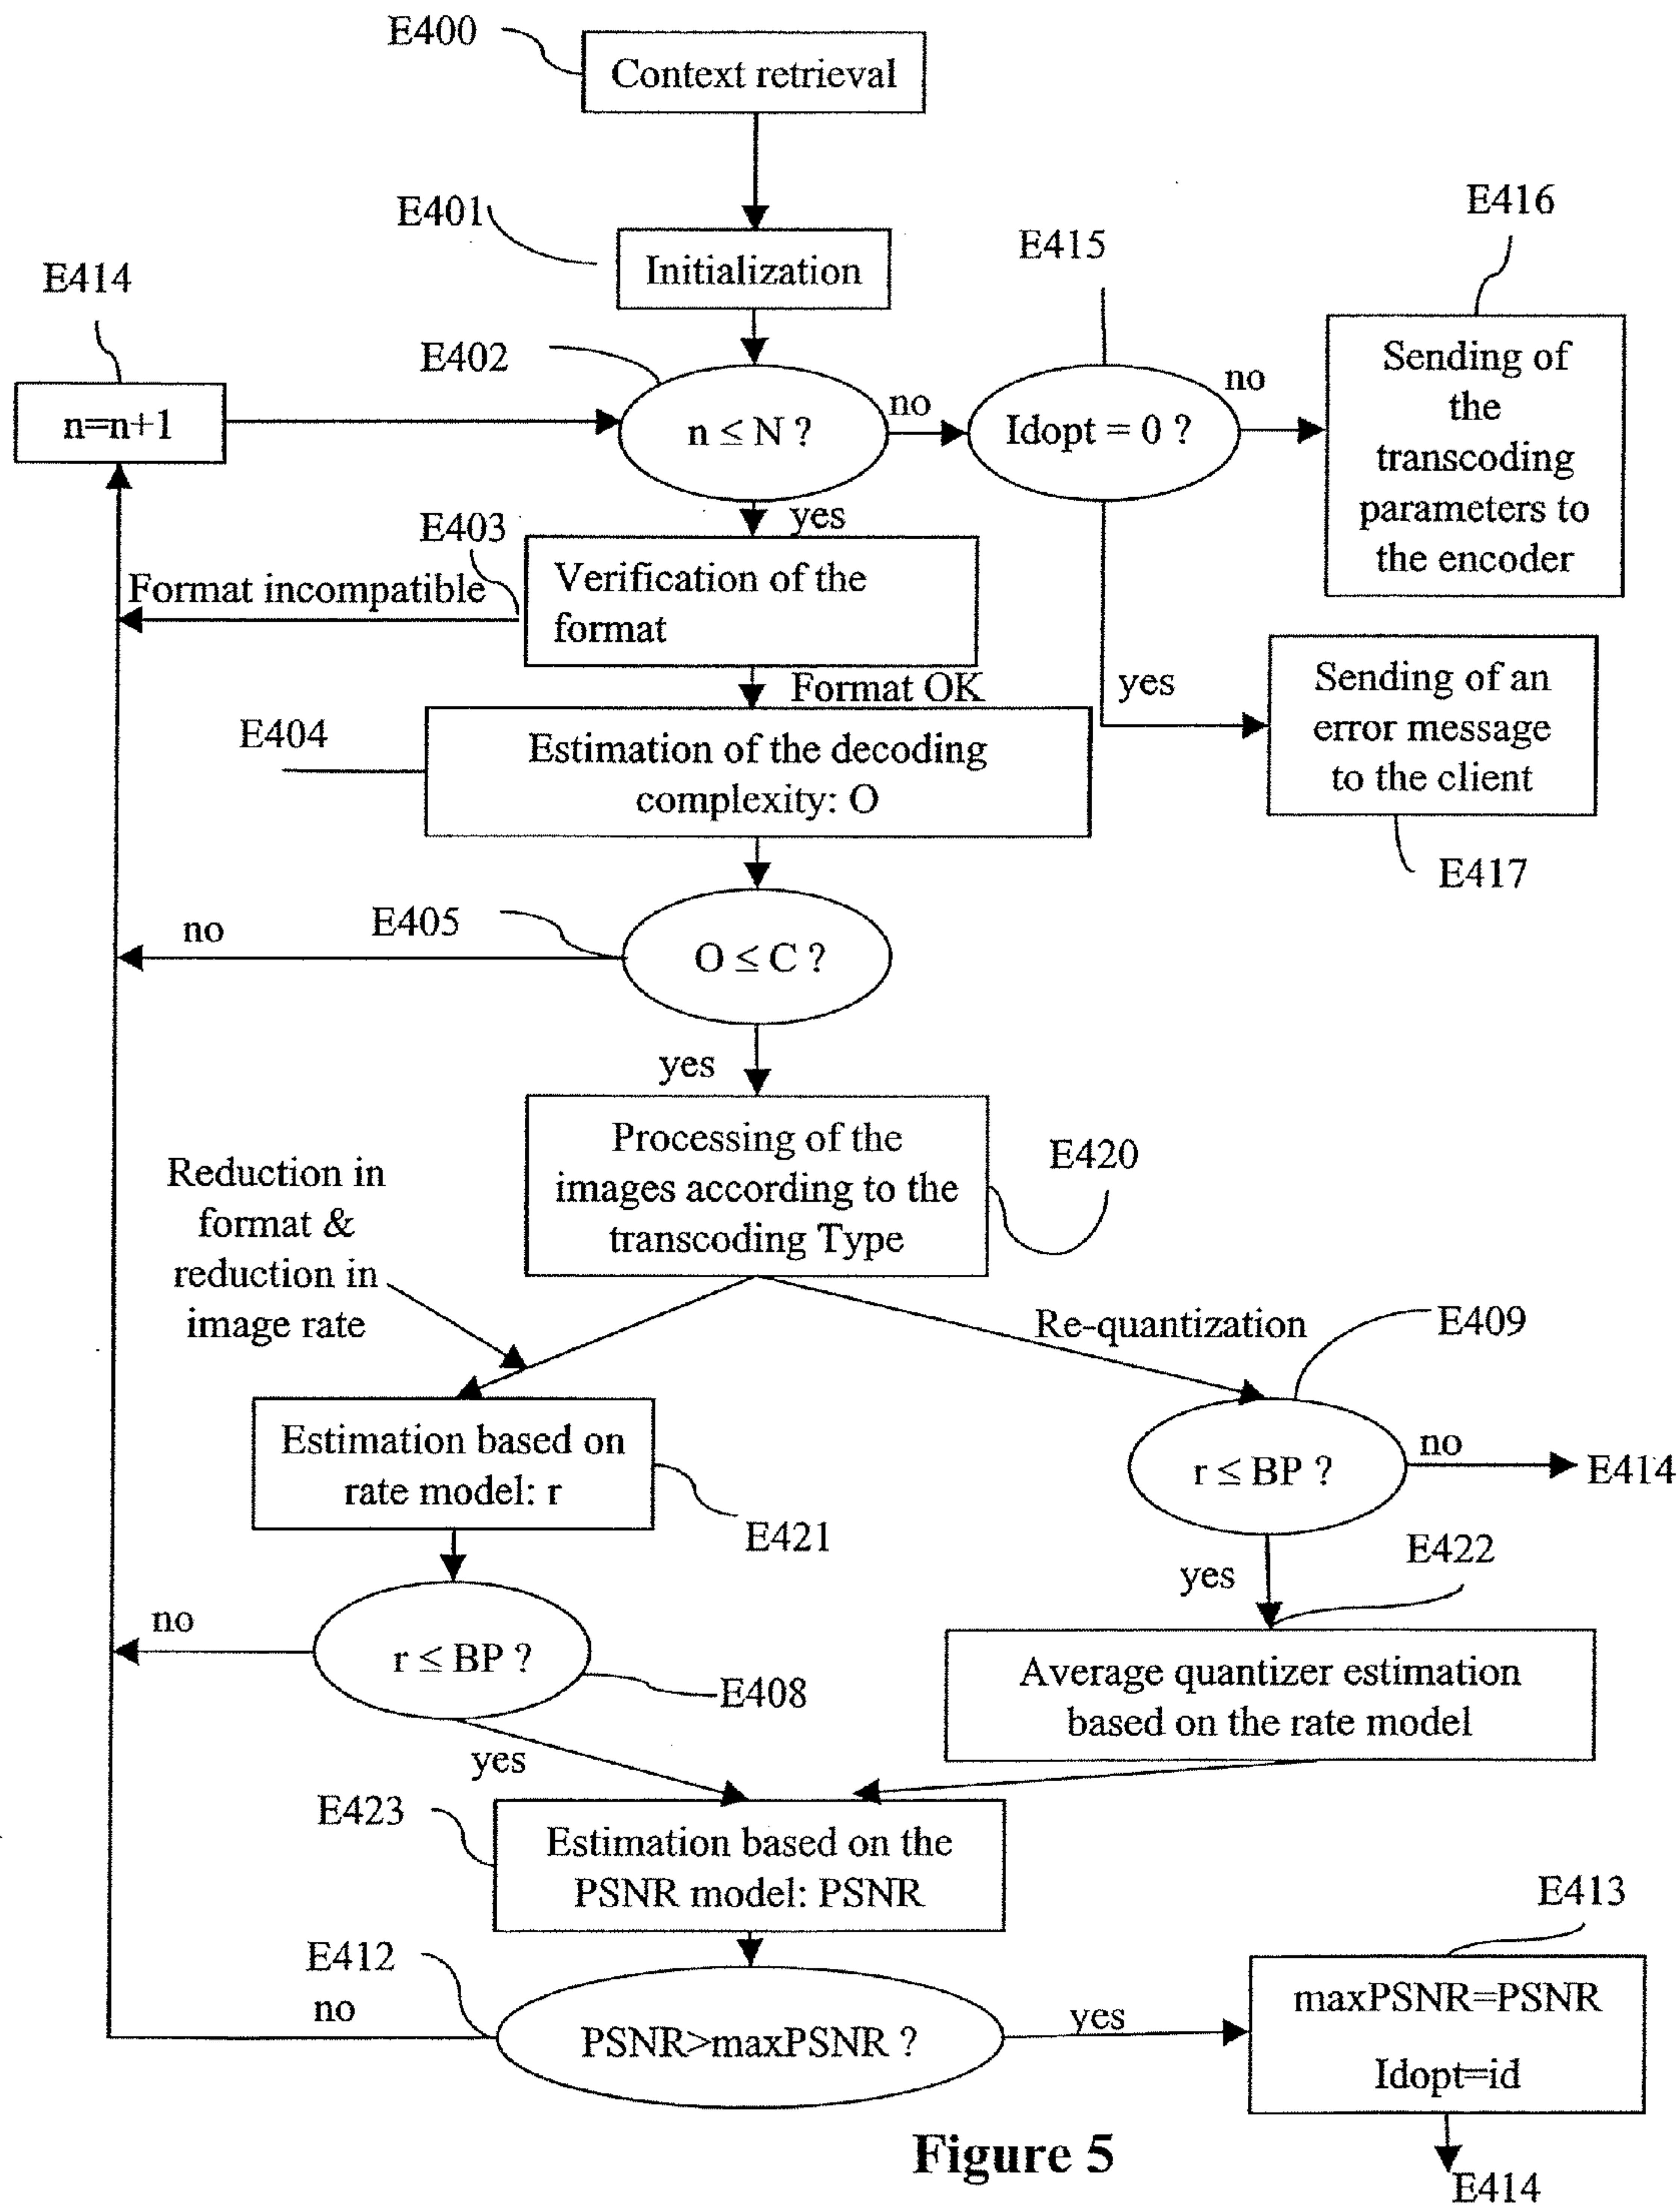 E400
Context retrieval
E401
Initialization
E416
E415
E414
E402
n=n+1
n ≤ N ?
no
Idopt = 0 ?
no
Sending of
the
transcoding
parameters to
the encoder
yes
E403
Format incompatible
Verification of the
format
Format OK
yes
Sending of an
error message
to the client
E417
E404
Estimation of the decoding
complexity: O
E405
no
O ≤ C ?
yes
Processing of the
images according to the
transcoding Type
E420
Reduction in
format &
reduction in
image rate
Re-quantization
E409
Estimation based on
rate model: r
E421
r ≤ BP ?
no
E414
yes
E422
no
r ≤ BP ?
E408
Average quantizer estimation
based on the rate model
yes
E423
Estimation based on the
PSNR model: PSNR
E413
E412
no
PSNR>maxPSNR ?
yes
maxPSNR=PSNR
Idopt=id
Figure 5
E414